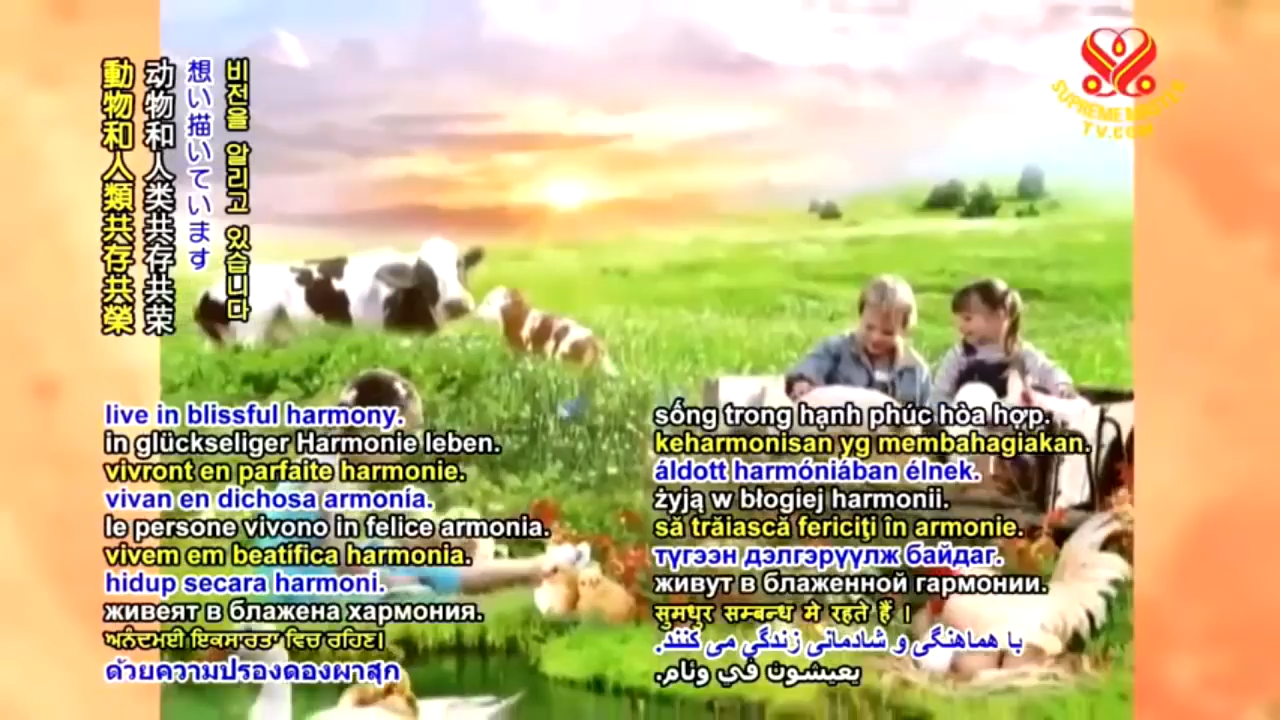 動物和人類共存共榮
动物和人类共存共荣
想い描いています
비전을 알리고 있습니다
SUPREME MASTER
TV.COM
live in blissful harmony.
in glückseliger Harmonie leben.
vivront en parfaite harmonie.
vivan en dichosa armonía.
le persone vivono in felice armonia.
vivem em beatífica harmonia.
hidup secara harmoni.
живеят в блажена хармония.
ਅਨੰਦਮਈ ਇਕਸਾਰਤਾ ਵਿਚ ਰਹਿਣ।
ด้วยความปรองดองผาสุก
sống trong hạnh phúc hòa hợp.
keharmonisan yg membahagiakan.
áldott harmóniában élnek.
żyją w błogiej harmonii.
să trăiască fericiţi în armonie.
түгээн дэлгэрүүлж байдаг.
живут в блаженной гармонии.
सुमधुर सम्बन्ध मे रहते हैं ।
با هماهنگی و شادمانی زندگی می کنند.
يعيشون في وئام.